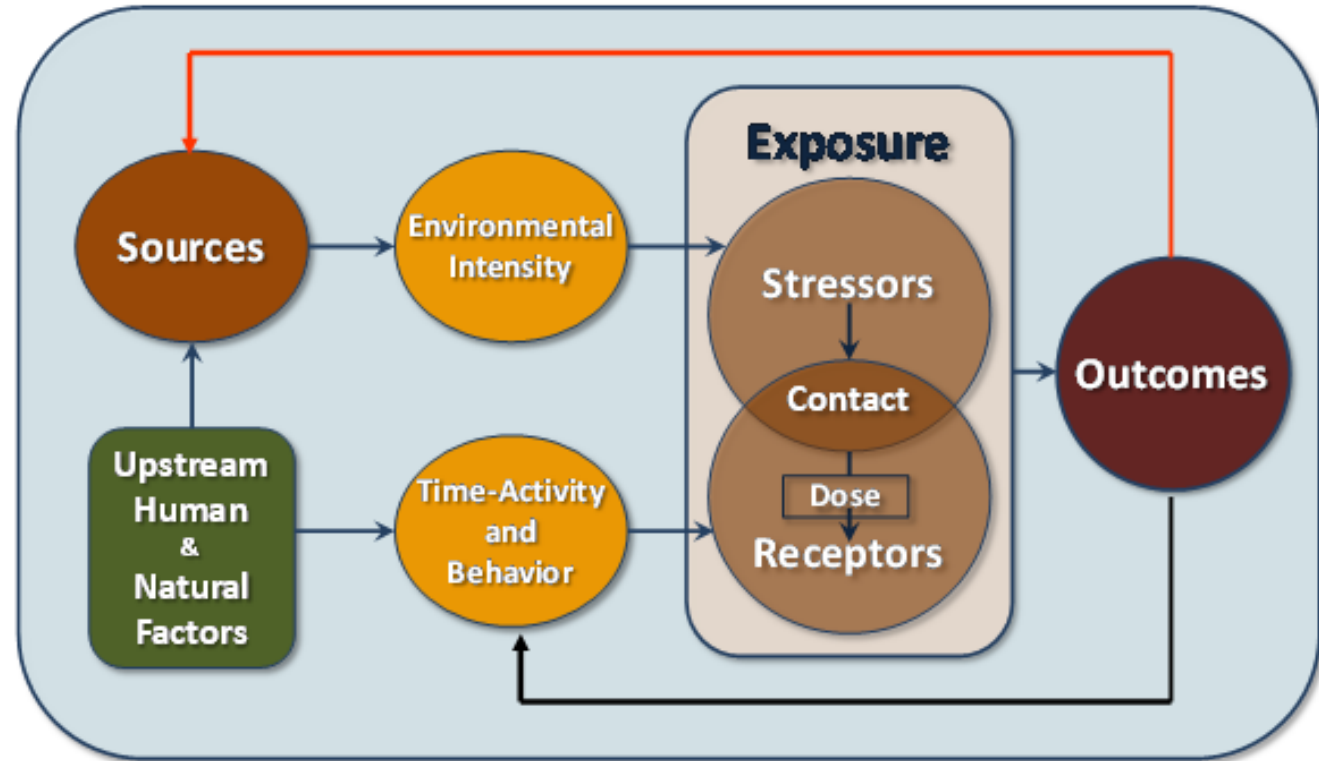 Exposure
Sources
Environmental
Intensity
Stressors
Contact
Outcomes
Upstream
Human
&
Natural
Factors
Time-Activity
and
Behavior
Dose
Receptors